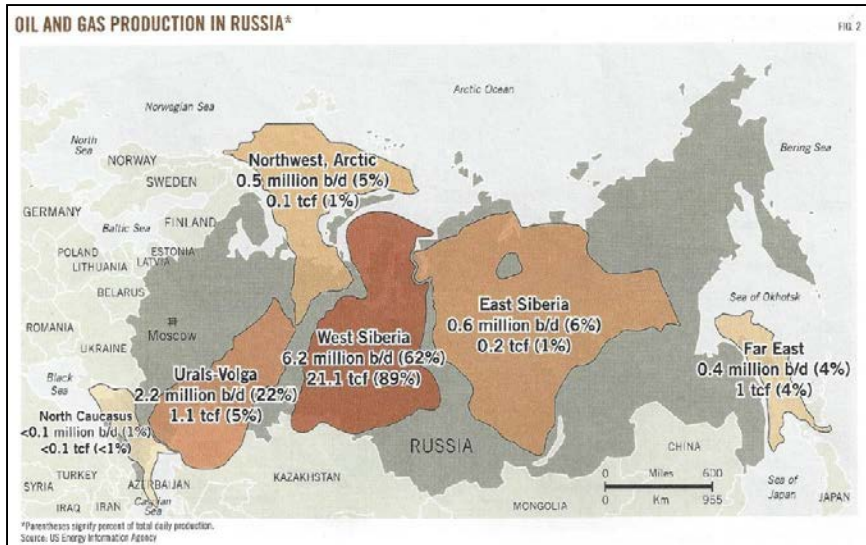 OIL AND GAS PRODUCTION IN RUSSIA*
FIG. 2
Arctic Ocean
Norwegian Sea
North
Sea
NORWAY
SWEDEN
FINLAND
Bering Sea
GERMANY
Baltic Sea
ESTONIA
LATVIA
POLAND
LITHUANIA
BELARUS
Northwest, Arctic
0.5 million b/d (5%)
0.1 tcf (1%)
ROMANIA
UKRAINE
Moscow
Black
Sea
West Siberia
6.2 million b/d (62%)
21.1 tcf (89%)
East Siberia
0.6 million b/d (6%)
0.2 tcf (1%)
Sea of Okhotsk
Far East
0.4 million b/d (4%)
1 tcf (4%)
Urals-Volga
2.2 million b/d (22%)
1.1 tcf (5%)
North Caucasus
<0.1 million b/d (1%)
<0.1 tcf (<1%)
RUSSIA
TURKEY
SYRIA
IRAQ
IRAN
AZERBAIJAN
Caspian
Sea
KAZAKHSTAN
MONGOLIA
CHINA
0 Miles 600
0 Km 965
Sea of
Japan
JAPAN
*Parentheses signify percent of total daily production.
Source: US Energy Information Agency